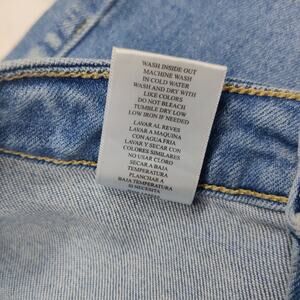 WASH INSIDE OUT
MACHINE WASH
IN COLD WATER
WASH AND DRY WITH
LIKE COLORS
DO NOT BLEACH
TUMBLE DRY LOW
LOW IRON IF NEEDED
LAVAR AL REVES
LAVAR A MAQUINA
CON AGUA FRIA
LAVAR Y SECAR CON
COLORES SIMILARES
NO USAR CLORO
SECAR A BAJA
TEMPERATURA
PLANCHAR A
BAJA TEMPERATURA
SI NECESITA